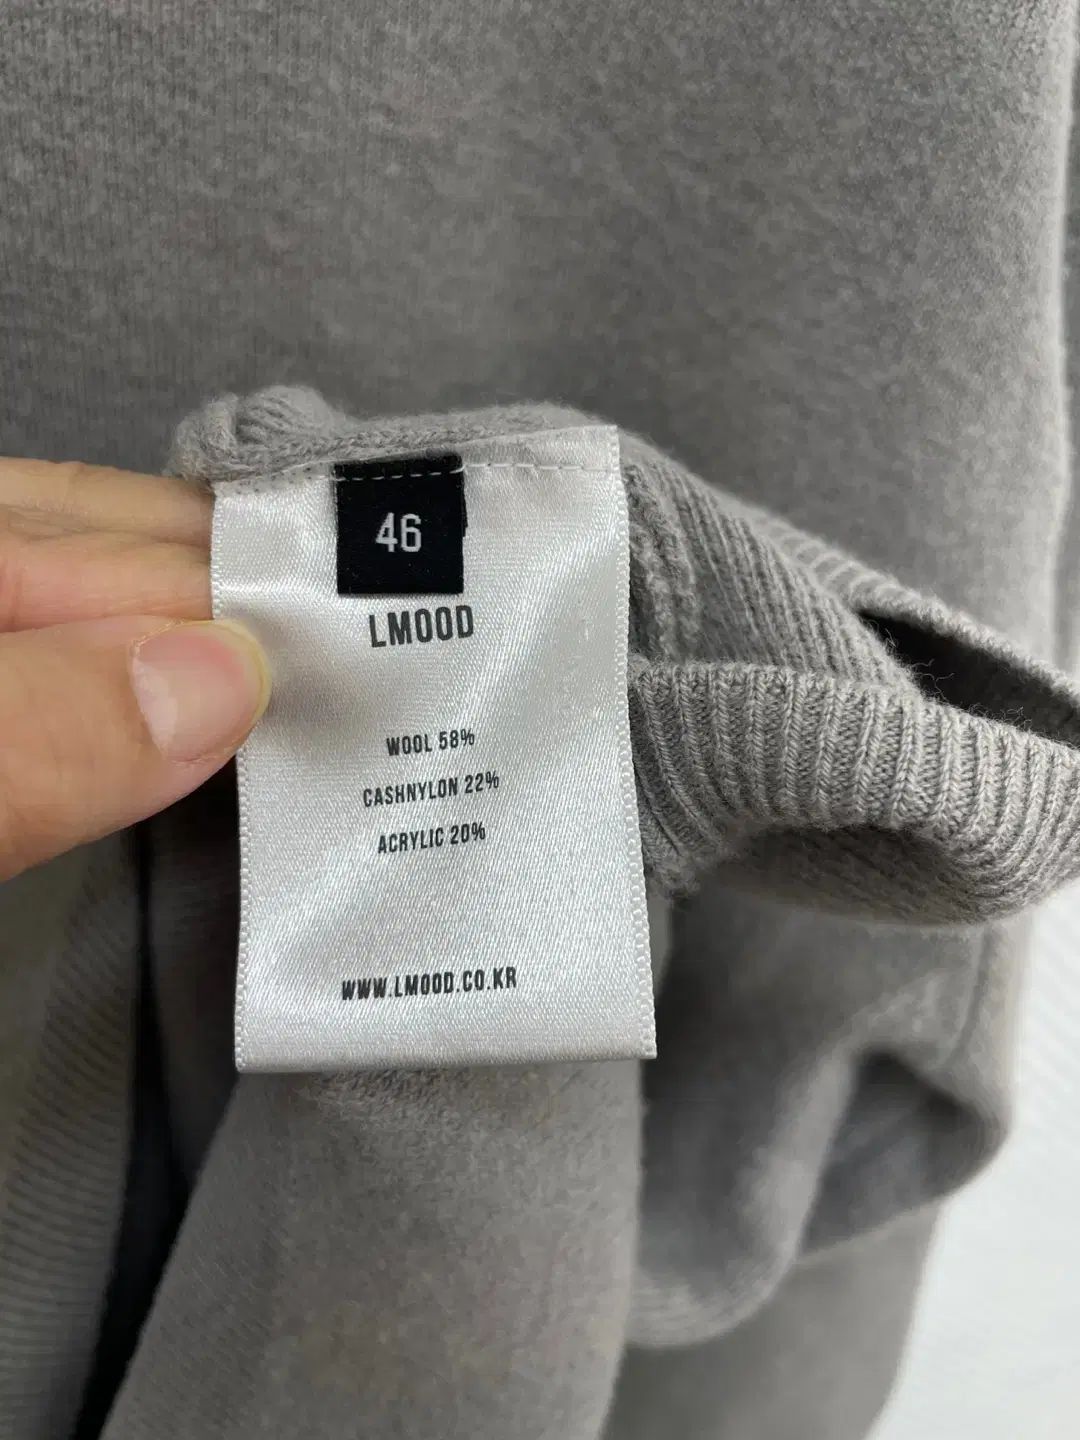 46
LMOOD
WOOL 58%
CASHNYLON 22%
ACRYLIC 20%
WWW.LMOOD.CO.KR